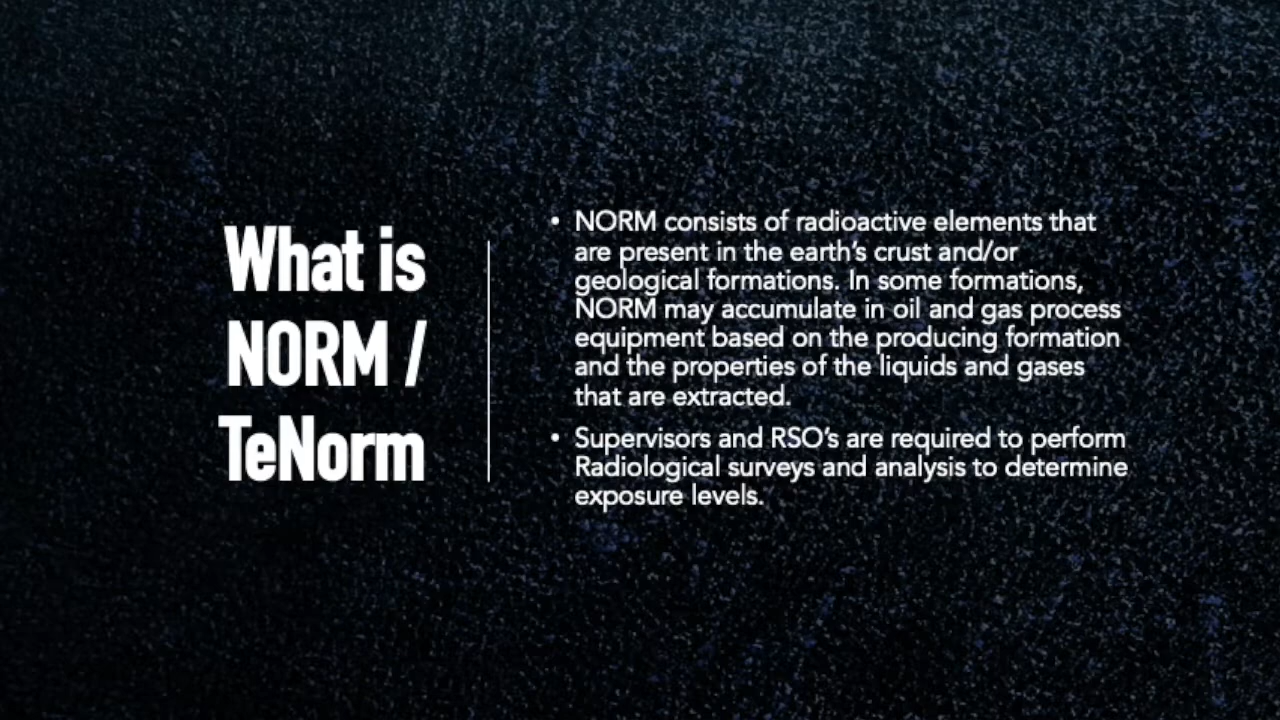 What is
NORM /
TeNorm
• NORM consists of radioactive elements that
are present in the earth’s crust and/or
geological formations. In some formations,
NORM may accumulate in oil and gas process
equipment based on the producing formation
and the properties of the liquids and gases
that are extracted.
• Supervisors and RSO’s are required to perform
Radiological surveys and analysis to determine
exposure levels.